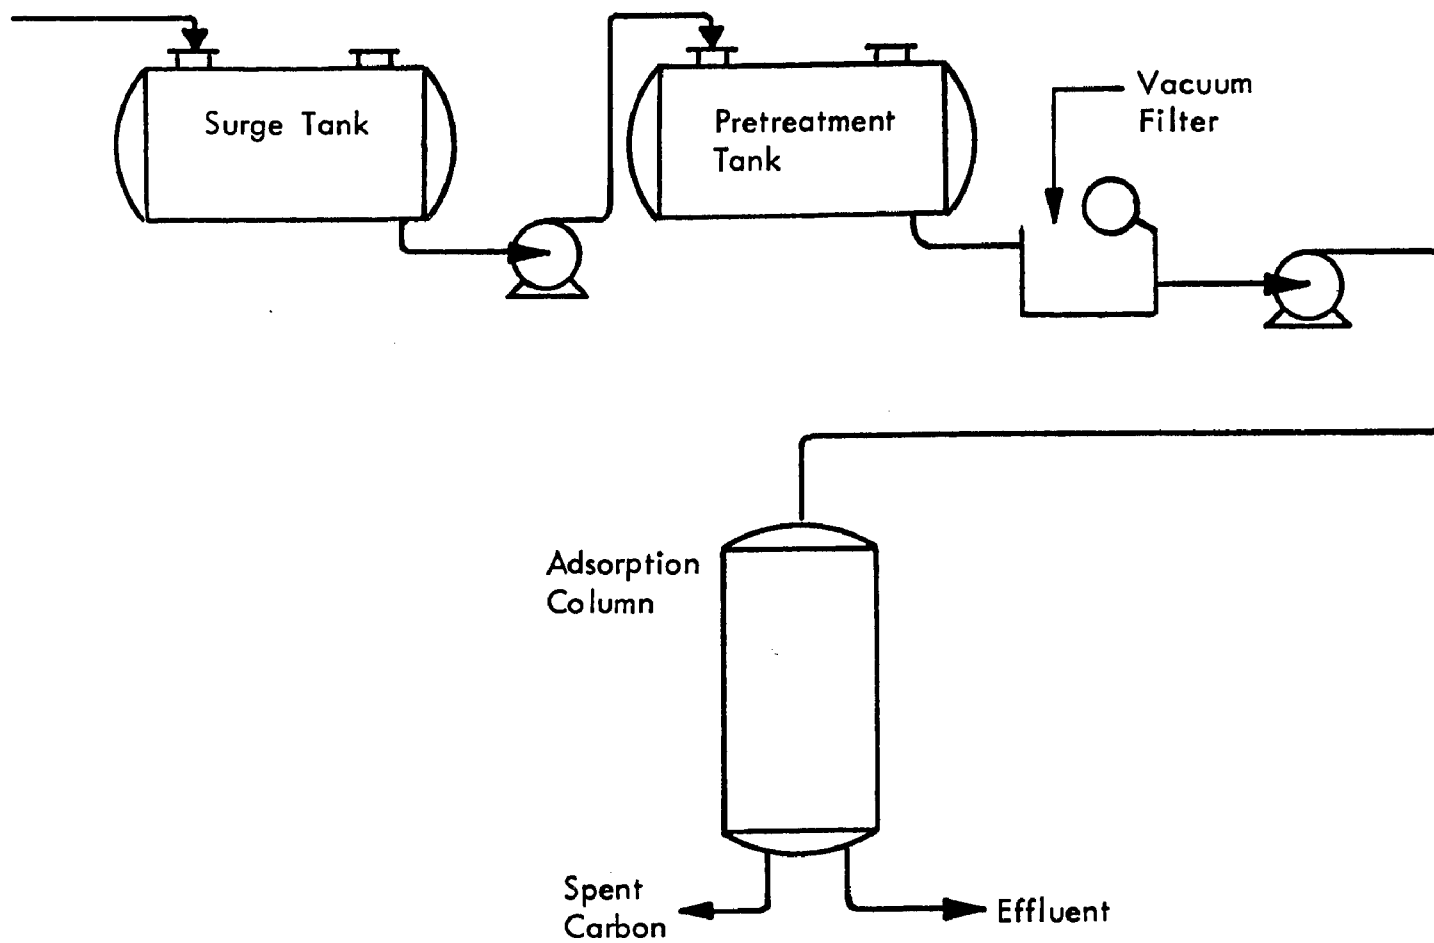 Surge Tank
Pretreatment
Tank
Vacuum
Filter
Adsorption
Column
Spent
Carbon
Effluent